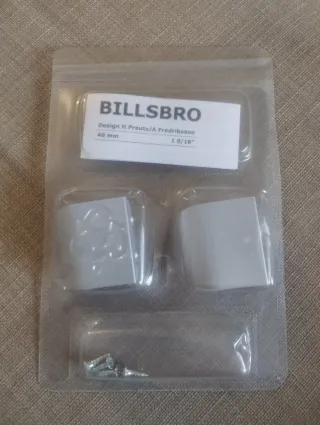 BILLSBRO
Design H Preutz/A Fredriksson
40 mm 1 9/16"